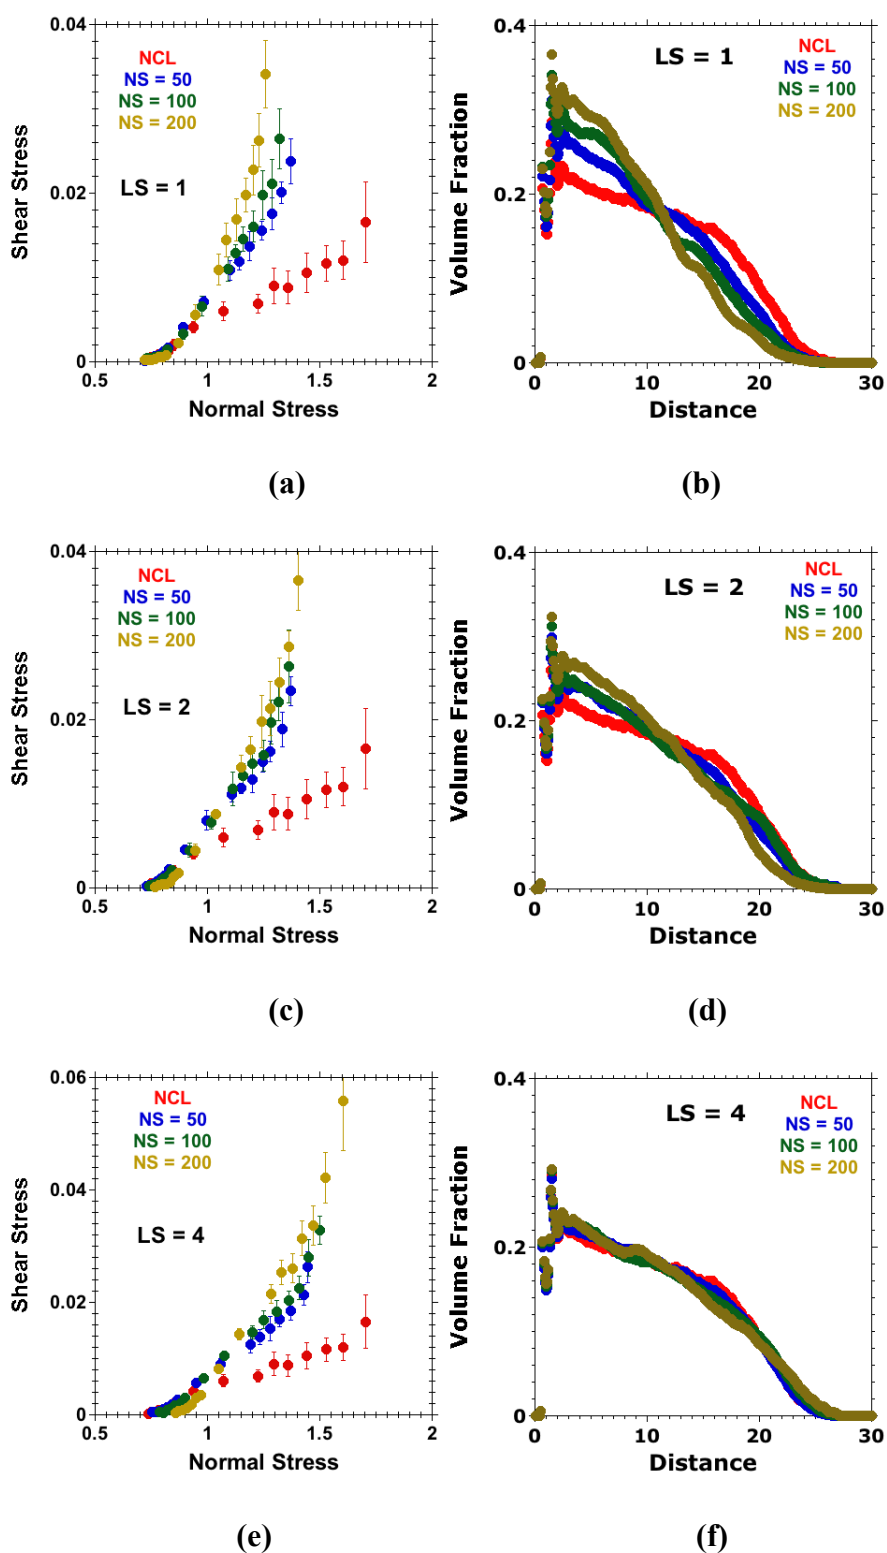 0.04
NCL
NS = 50
NS = 100
NS = 200
LS = 1
0.02
0
0.5
1
1.5
2
Shear Stress
Normal Stress
(a)
0.4
LS = 1
NCL
NS = 50
NS = 100
NS = 200
0.2
0
0
10
20
30
Volume Fraction
Distance
(b)
0.04
NCL
NS = 50
NS = 100
NS = 200
LS = 2
0.02
0
0.5
1
1.5
2
Shear Stress
Normal Stress
(c)
0.4
LS = 2
NCL
NS = 50
NS = 100
NS = 200
0.2
0
0
10
20
30
Volume Fraction
Distance
(d)
0.06
NCL
NS = 50
NS = 100
NS = 200
0.04
LS = 4
0.02
0
0.5
1
1.5
2
Shear Stress
Normal Stress
(e)
0.4
LS = 4
NCL
NS = 50
NS = 100
NS = 200
0.2
0
0
10
20
30
Volume Fraction
Distance
(f)